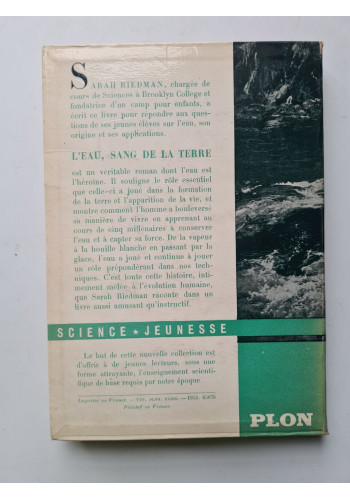 SARAH RIEDMAN, chargée de
cours de Sciences à Brooklyn College et
fondatrice d'un camp pour enfants, a
écrit ce livre pour répondre aux ques-
tions de ses jeunes élèves sur l'eau, son
origine et ses applications.
L'EAU, SANG DE LA TERRE
est un véritable roman dont l'eau est
l'héroïne. Il souligne le rôle essentiel
que celle-ci a joué dans la formation
de la terre et l'apparition de la vie, et
montre comment l'homme a bouleversé
sa manière de vivre en apprenant au
cours de cinq millénaires à conserver
l'eau et à capter sa force. De la vapeur
à la houille blanche en passant par la
glace, l'eau a joué et continue à jouer
un rôle prépondérant dans nos tech-
niques. C'est toute cette histoire, inti-
mement mêlée à l'évolution humaine,
que Sarah Riedman raconte dans un
livre aussi amusant qu'instructif.
SCIENCE ★ JEUNESSE
Le but de cette nouvelle collection est
d'offrir à de jeunes lecteurs, sous une
forme attrayante, l'enseignement scienti-
fique de base requis par notre époque.
Imprimé en France.
Printed in France
PLON